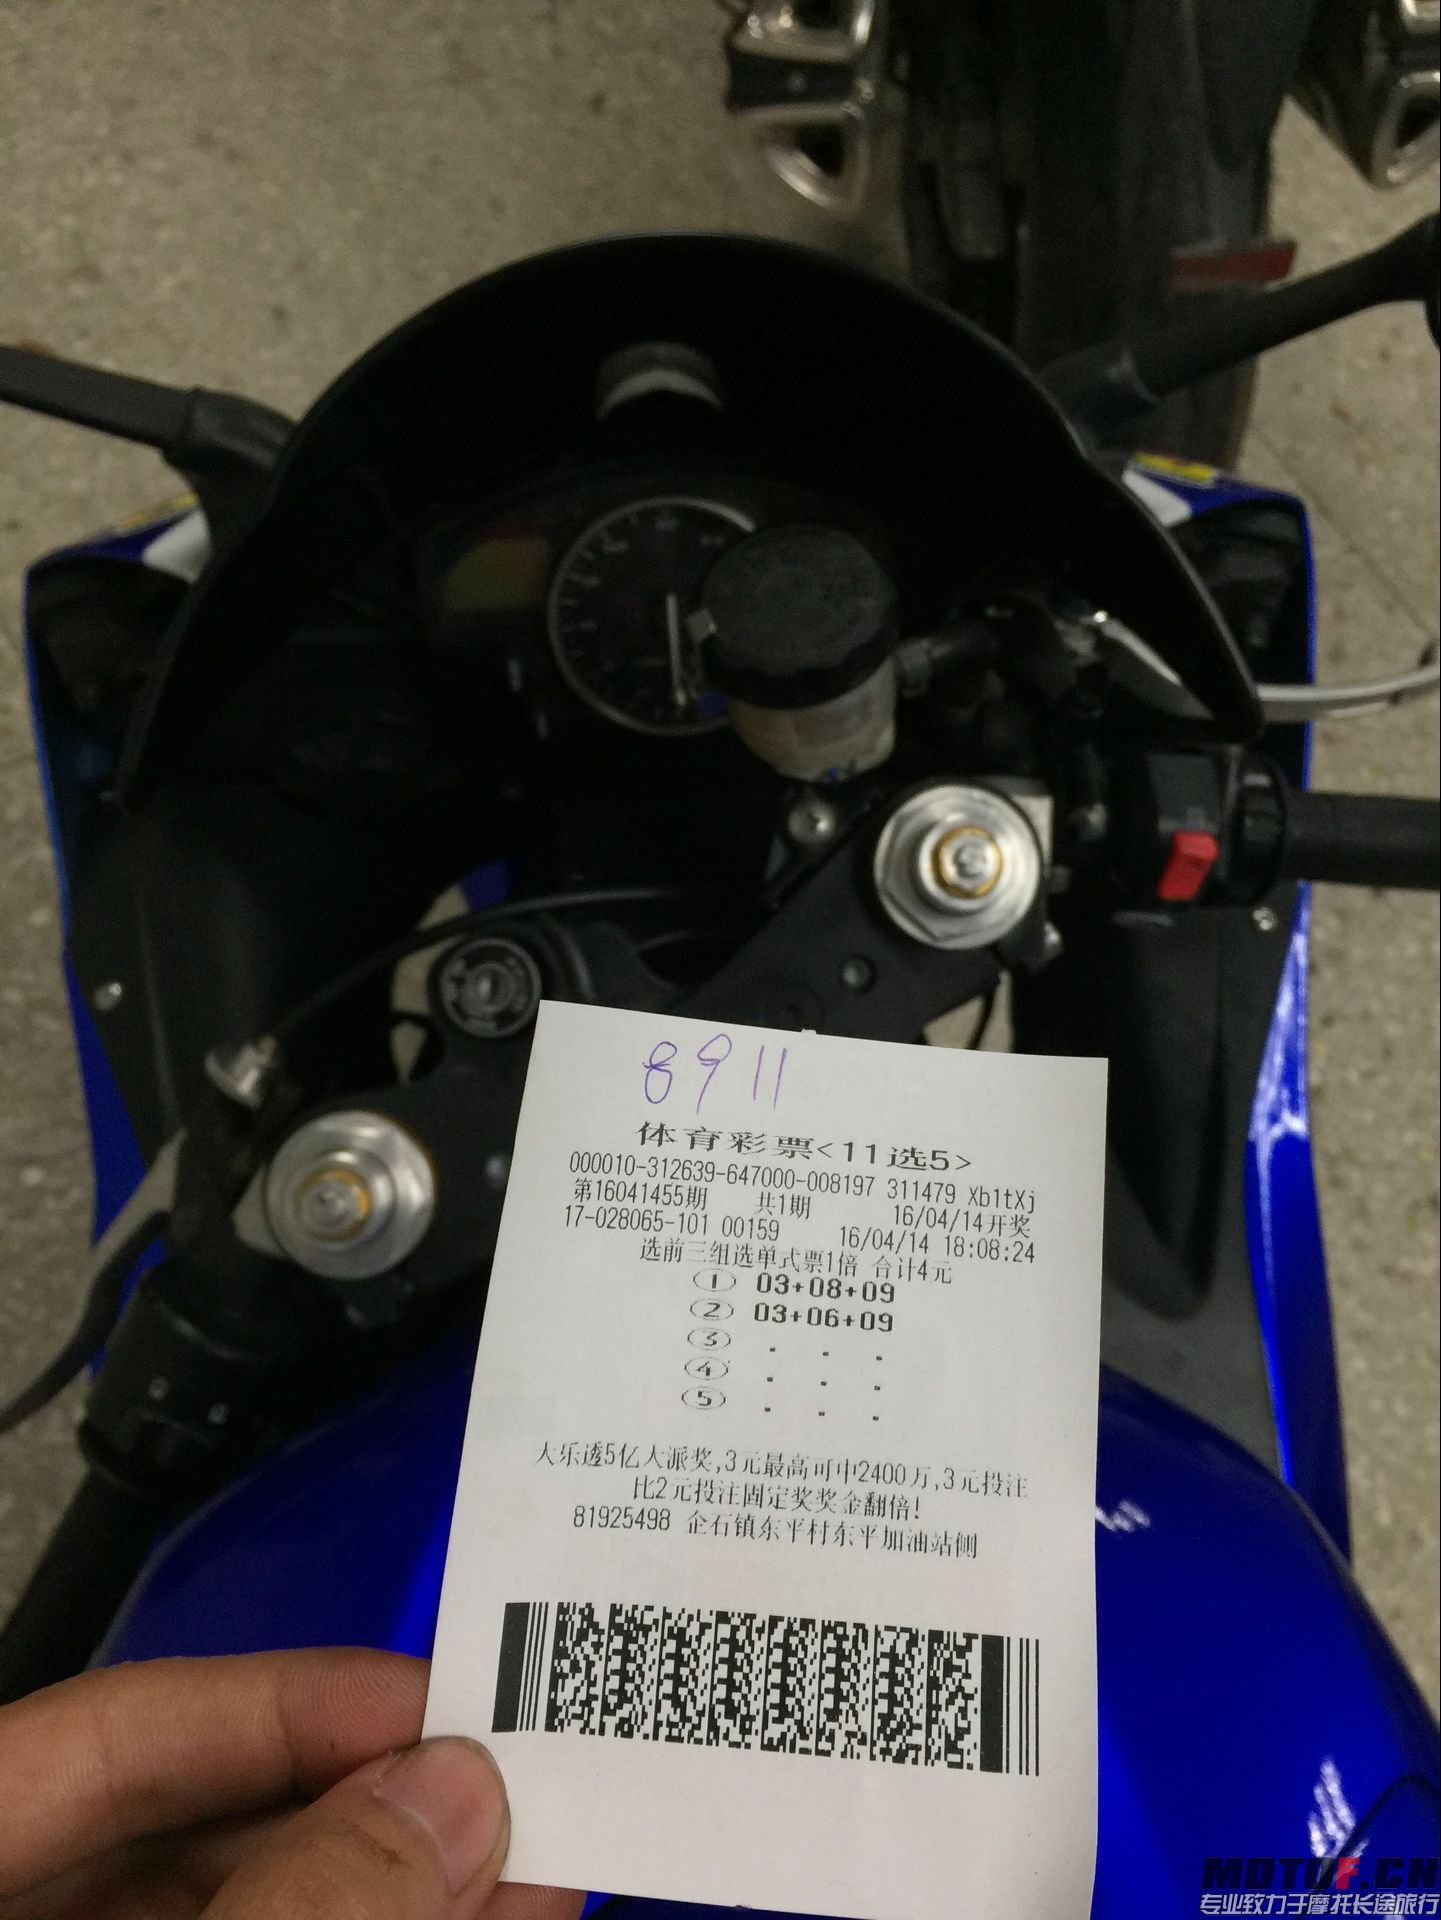 8911
体育彩票<11选5>
000010-312639-647000-008197 311479 Xb1tXj
第16041455期 共1期 16/04/14开奖
17-028065-101 00159 16/04/14 18:08:24
选前三组选单式票1倍 合计4元
① 03+08+09
② 03+06+09
③ . . .
④ . . .
⑤ . . .
大乐透5亿大派奖,3元最高可中2400万,3元投注
比2元投注固定奖奖金翻倍!
81925498 企石镇东平村东平加油站侧
MOTOF.CN
专业致力于摩托长途旅行